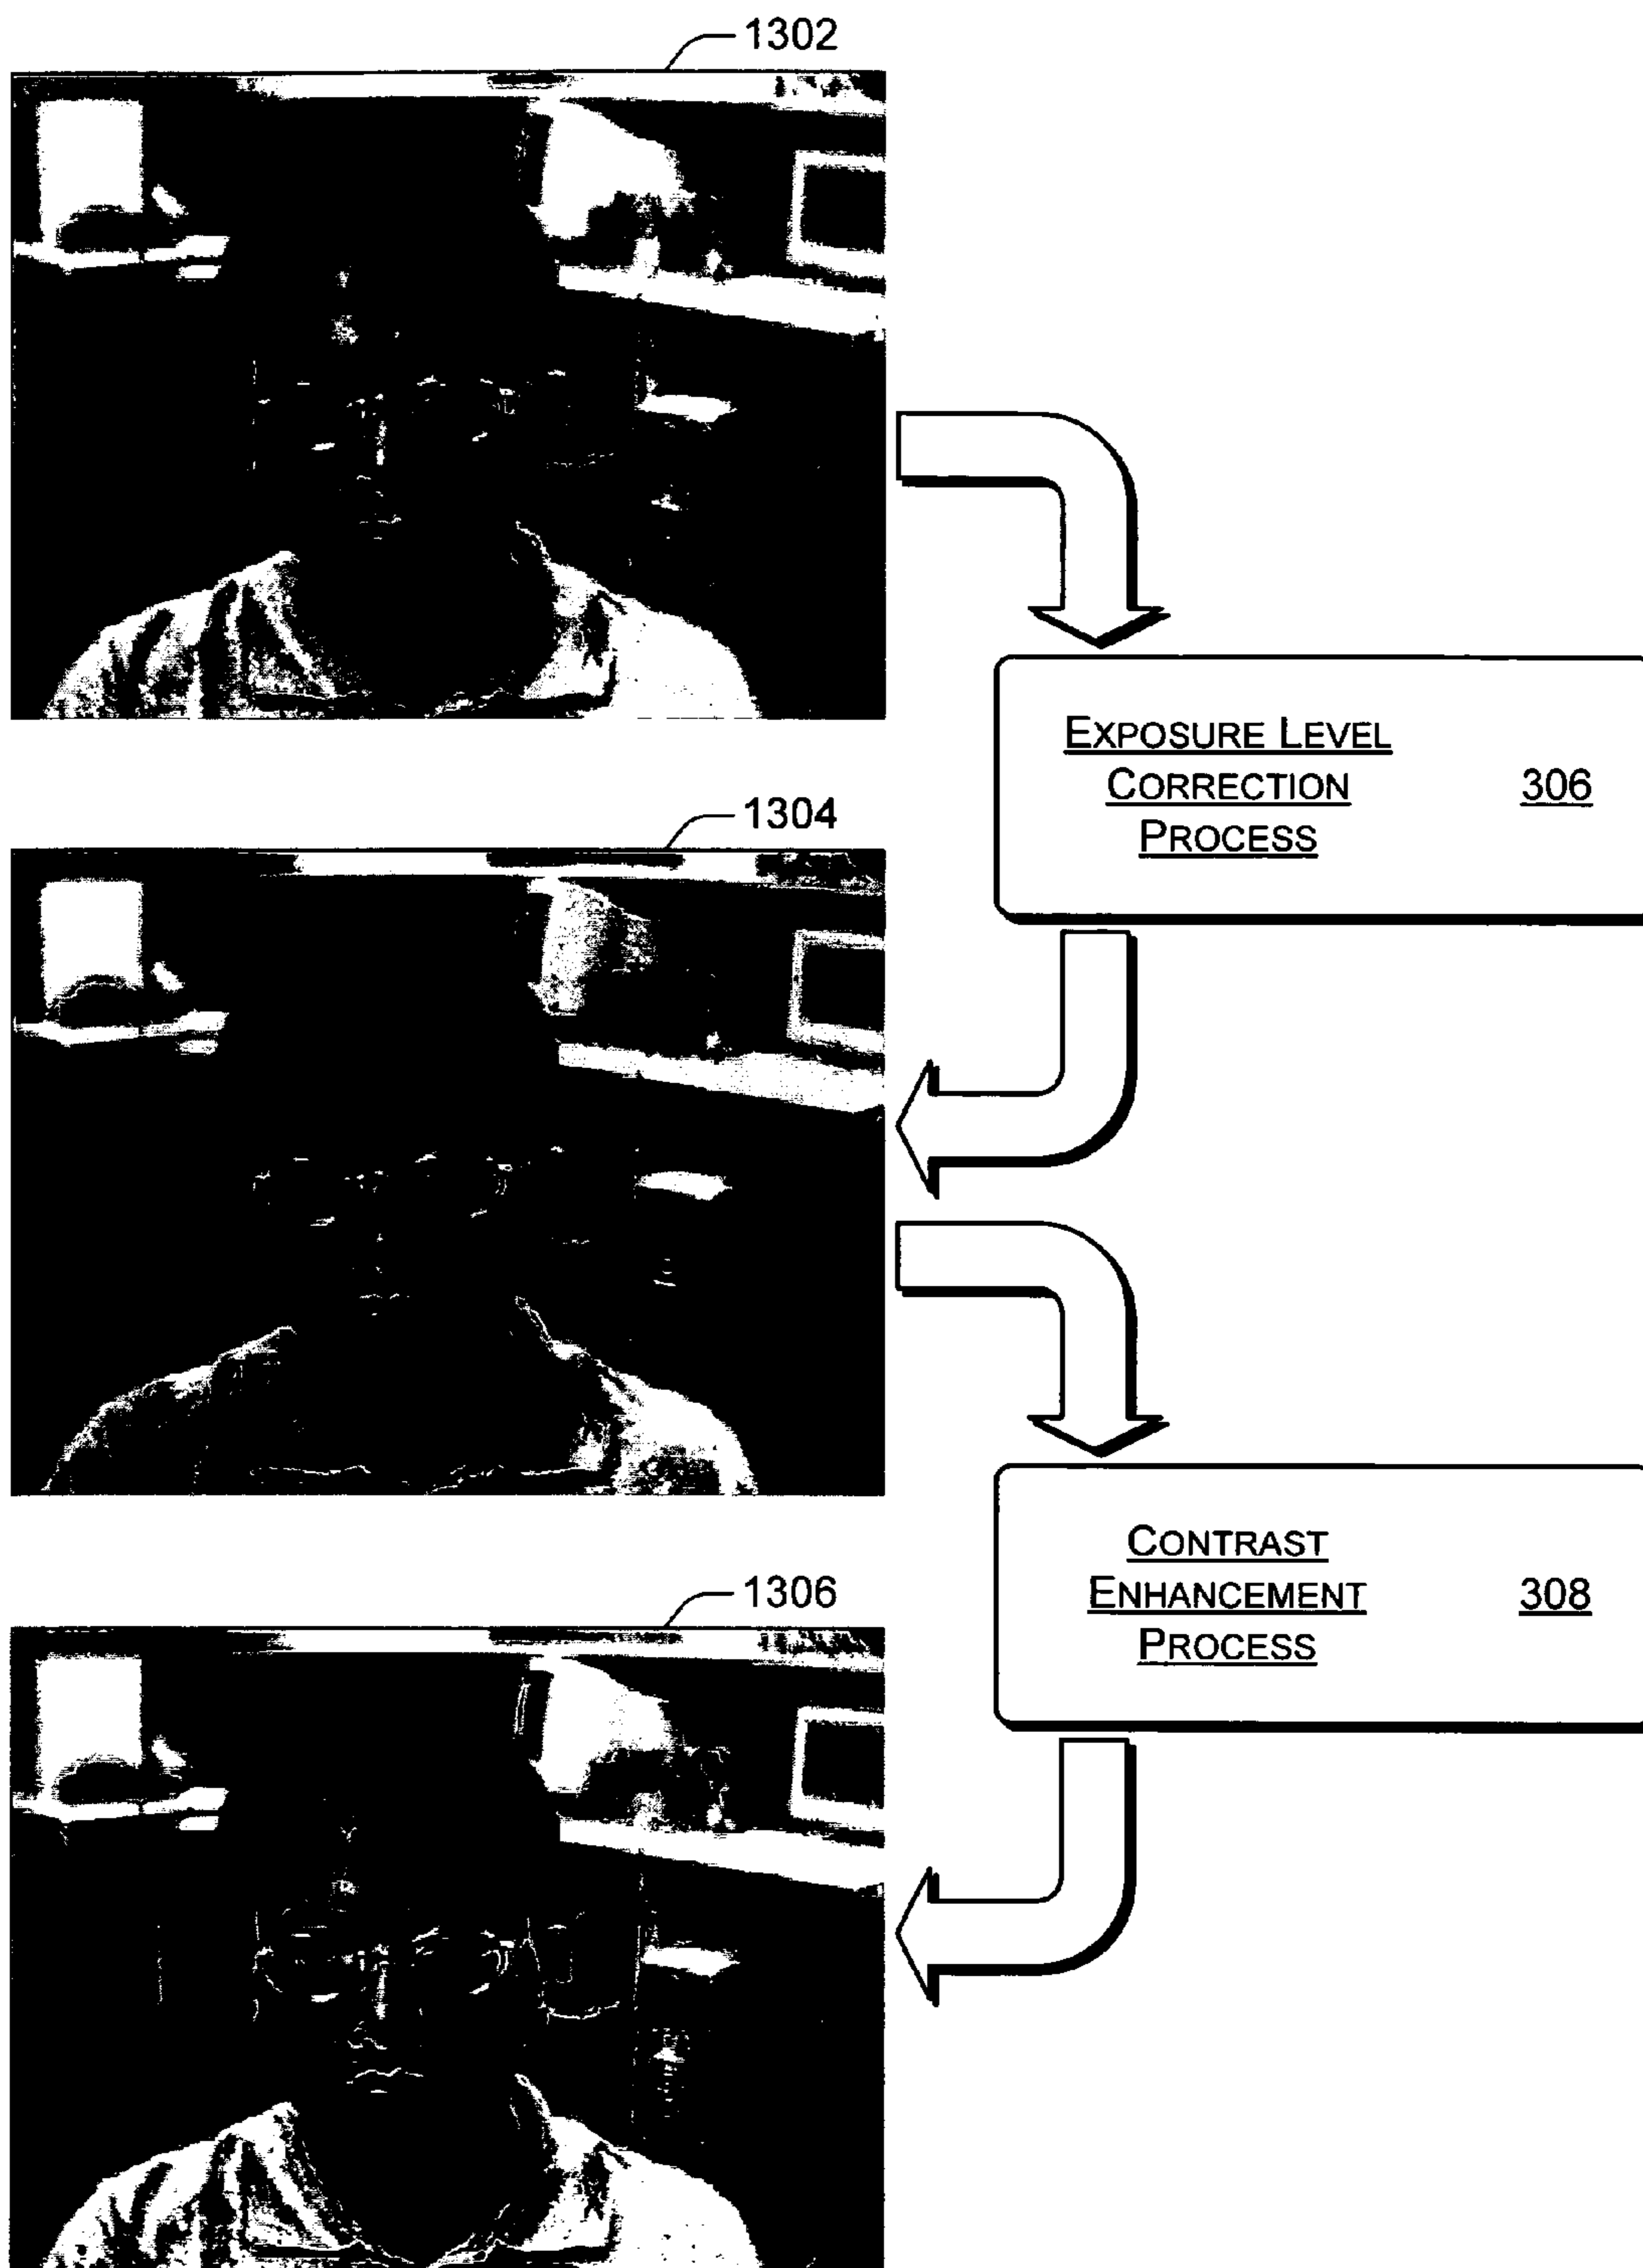 1302
EXPOSURE LEVEL
CORRECTION
PROCESS
306
1304
CONTRAST
ENHANCEMENT
PROCESS
308
1306